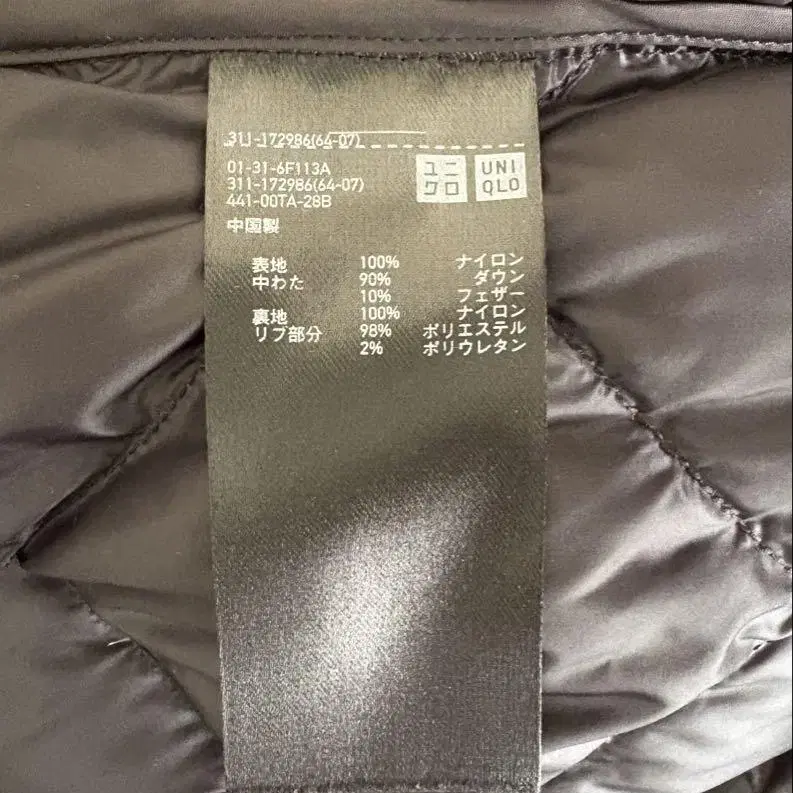 311-172986(64-07)
01-31-6F113A
311-172986(64-07)
441-00TA-28B
ユニ
クロ
UNI
QLO
中国製
表地 100% ナイロン
中わた 90% ダウン
10% フェザー
裏地 100% ナイロン
リブ部分 98% ポリエステル
2% ポリウレタン